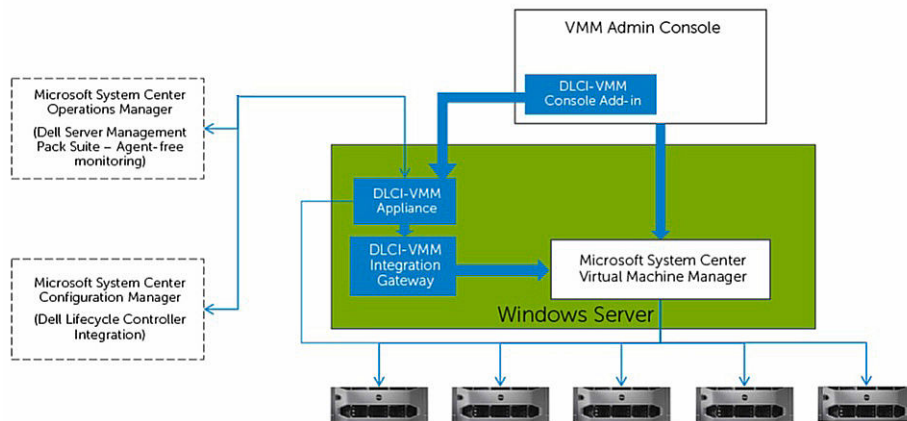 VMM Admin Console
DLCI-VMM
Console Add-in
Microsoft System Center
Operations Manager
(Dell Server Management
Pack Suite – Agent-free
monitoring)
DLCI-VMM
Appliance
DLCI-VMM
Integration
Gateway
Microsoft System Center
Virtual Machine Manager
Microsoft System Center
Configuration Manager
(Dell Lifecycle Controller
Integration)
Windows Server